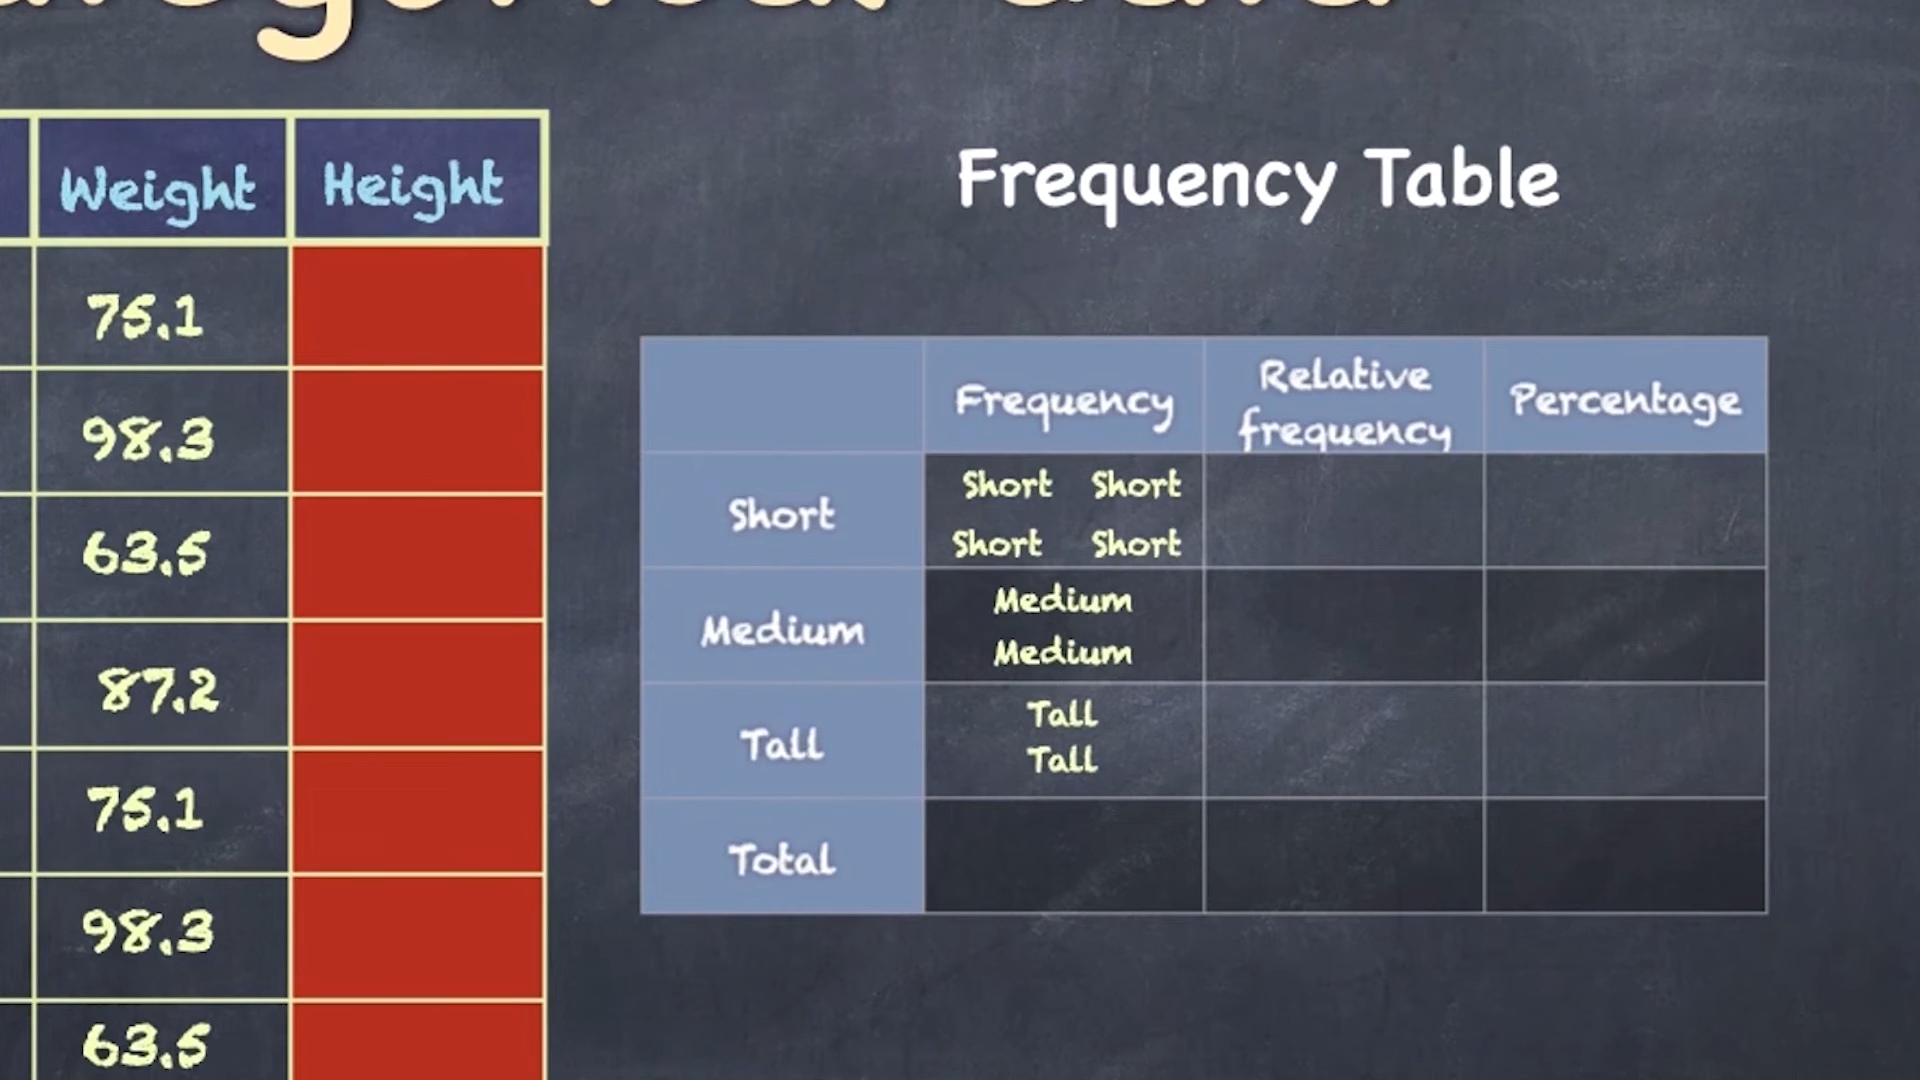 Weight Height
75.1
98.3
63.5
87.2
75.1
98.3
63.5
Frequency Table
Frequency Relative frequency Percentage
Short Short Short
Short Short
Medium Medium
Medium
Tall Tall
Tall
Total